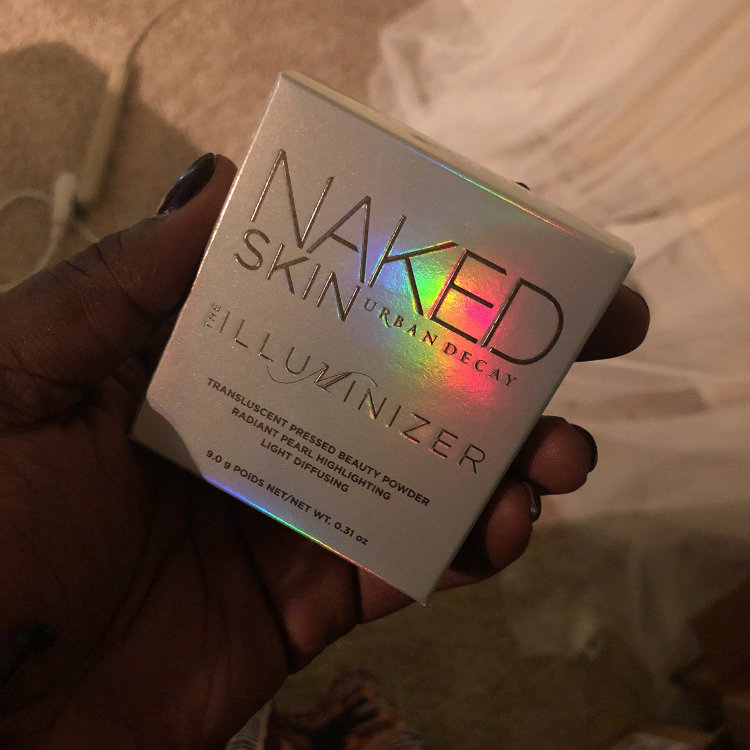 NAKED
SKIN URBAN DECAY
THE ILLUMINIZER
TRANSLUSCENT PRESSED BEAUTY POWDER
RADIANT PEARL HIGHLIGHTING
LIGHT DIFFUSING
9.0 g POIDS NET/NET WT. 0.31 oz